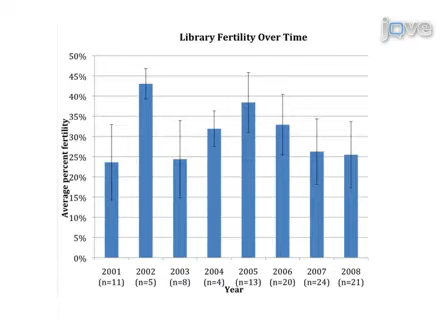 jove
Library Fertility Over Time
50%
45%
40%
35%
30%
25%
20%
15%
10%
5%
0%
Average percent fertility
2001 2002 2003 2004 2005 2006 2007 2008
(n=11) (n=5) (n=8) (n=4) (n=13) (n=20) (n=24) (n=21)
Year